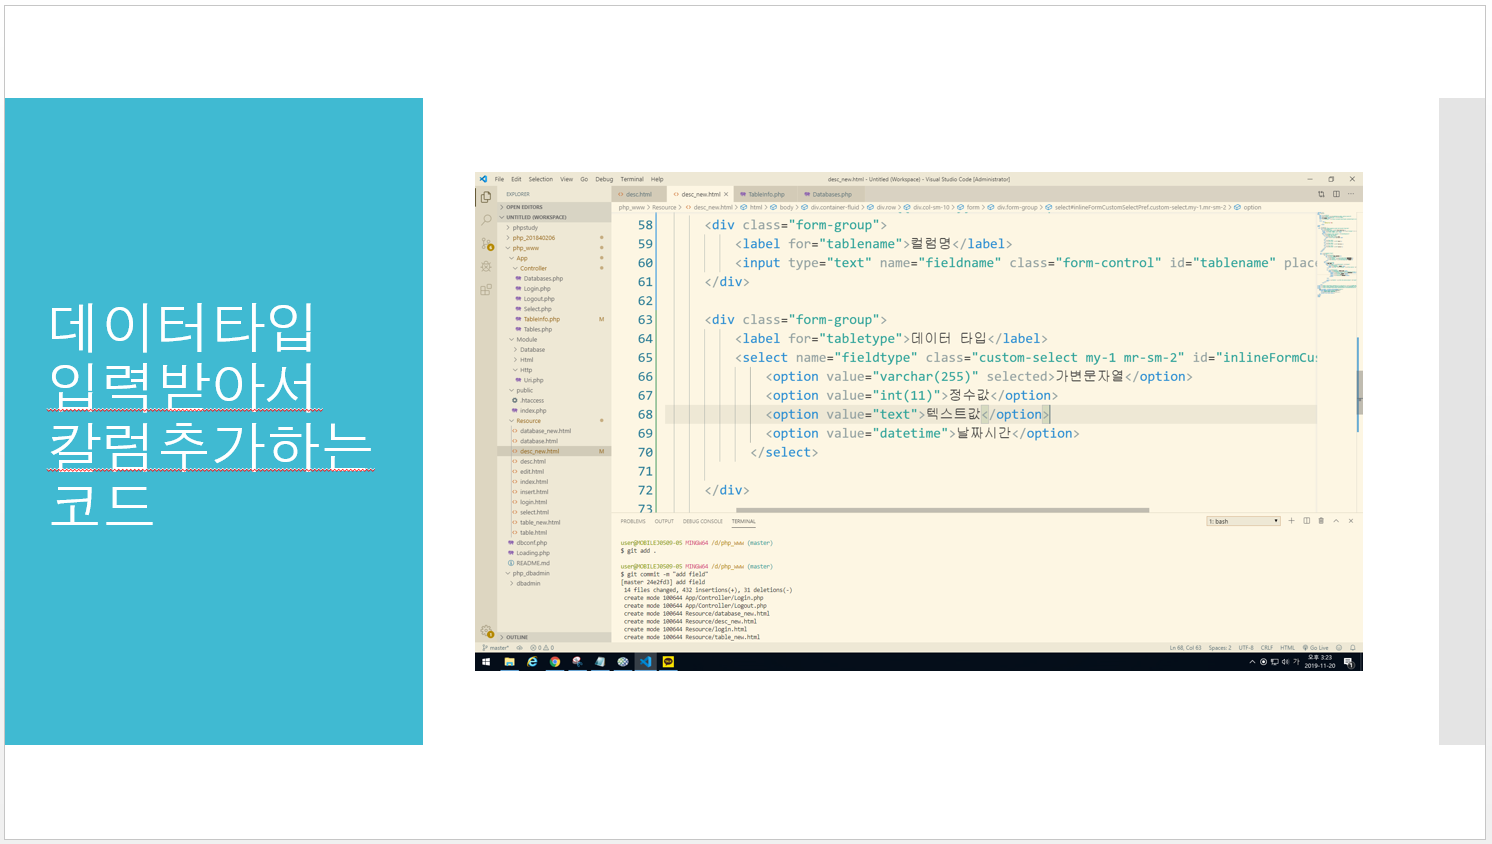 데이터타입
입력받아서
칼럼추가하는
코드
File Edit Selection View Go Debug Terminal Help
desc_new.html - Untitled (Workspace) - Visual Studio Code [Administrator]
EXPLORER
OPEN EDITORS
UNTITLED (WORKSPACE)
phpstudy
php_201640206
php_www
App
Controller
Databases.php
Login.php
Logout.php
Select.php
TableInfo.php M
Tables.php
Module
Database
Html
Http
Uri.php
public
.htaccess
index.php
Resource
database_new.html
database.html
desc_new.html M
desc.html
edit.html
index.html
insert.html
login.html
select.html
table_new.html
table.html
dbconf.php
Loading.php
README.md
php_dbadmin
dbadmin
OUTLINE
desc.html desc_new.html TableInfo.php Databases.php
php_www > Resource > desc_new.html > html > body > div.container-fluid > div.row > div.col-sm-10 > form > div.form-group > select#inlineFormCustomSelectPref.custom-select.my-1.mr-sm-2 > option
58 <div class="form-group">
59 <label for="tablename">컬럼명</label>
60 <input type="text" name="fieldname" class="form-control" id="tablename" plac
61 </div>
62
63 <div class="form-group">
64 <label for="tabletype">데이터 타입</label>
65 <select name="fieldtype" class="custom-select my-1 mr-sm-2" id="inlineFormCus
66 <option value="varchar(255)" selected>가변문자열</option>
67 <option value="int(11)">정수값</option>
68 <option value="text">텍스트값</option>
69 <option value="datetime">날짜시간</option>
70 </select>
71
72 </div>
73
PROBLEMS OUTPUT DEBUG CONSOLE TERMINAL 1: bash
user@MOBILEJ0509-05 MINGW64 /d/php_www (master)
$ git add .
user@MOBILEJ0509-05 MINGW64 /d/php_www (master)
$ git commit -m "add field"
[master 24e2fd3] add field
14 files changed, 432 insertions(+), 31 deletions(-)
create mode 100644 App/Controller/Login.php
create mode 100644 App/Controller/Logout.php
create mode 100644 Resource/database_new.html
create mode 100644 Resource/desc_new.html
create mode 100644 Resource/login.html
create mode 100644 Resource/table_new.html
master* 0 0 Ln 68, Col 63 Spaces: 2 UTF-8 CRLF HTML Go Live
가 오후 3:23
2019-11-20